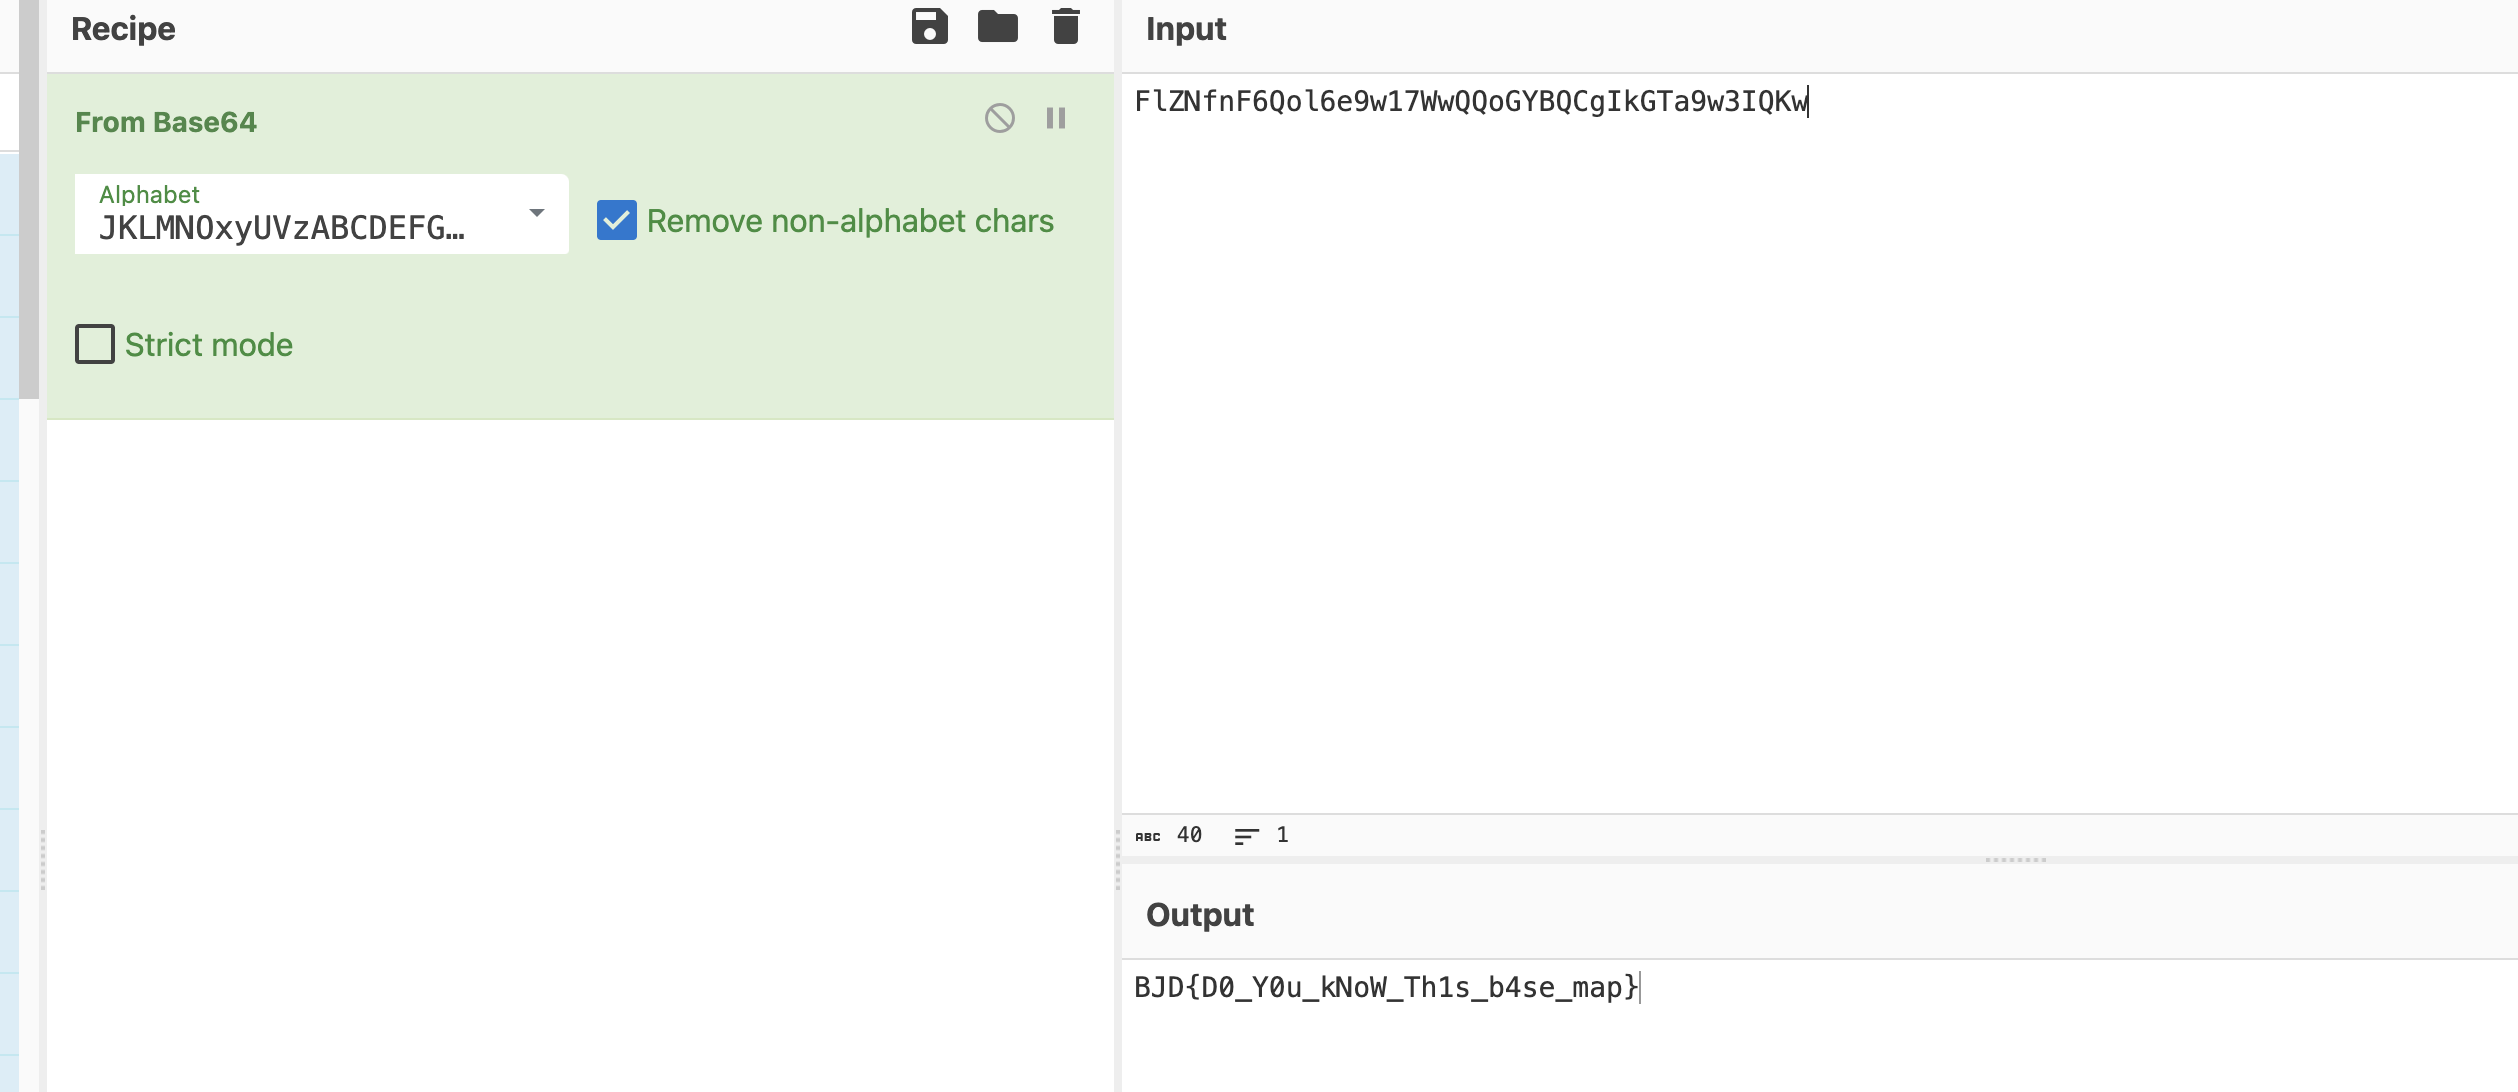 Recipe
From Base64
Alphabet
JKLMNOxyUVzABCDEFG…
Remove non-alphabet chars
Strict mode
Input
FlZNfnF6Qol6e9w17WwQQoGYBQCgIkGTa9w3IQKw
ABC 40 1
Output
BJD{D0_Y0u_kNoW_Th1s_b4se_map}